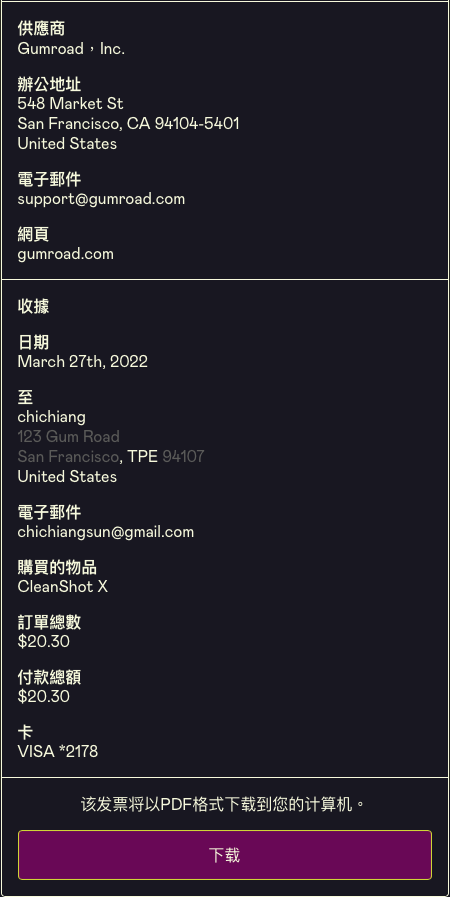 供應商
Gumroad，Inc.
辦公地址
548 Market St
San Francisco, CA 94104-5401
United States
電子郵件
support@gumroad.com
網頁
gumroad.com
收據
日期
March 27th, 2022
至
chichiang
123 Gum Road
San Francisco, TPE 94107
United States
電子郵件
chichiangsun@gmail.com
購買的物品
CleanShot X
訂單總數
$20.30
付款總額
$20.30
卡
VISA *2178
该发票将以PDF格式下载到您的计算机。
下载